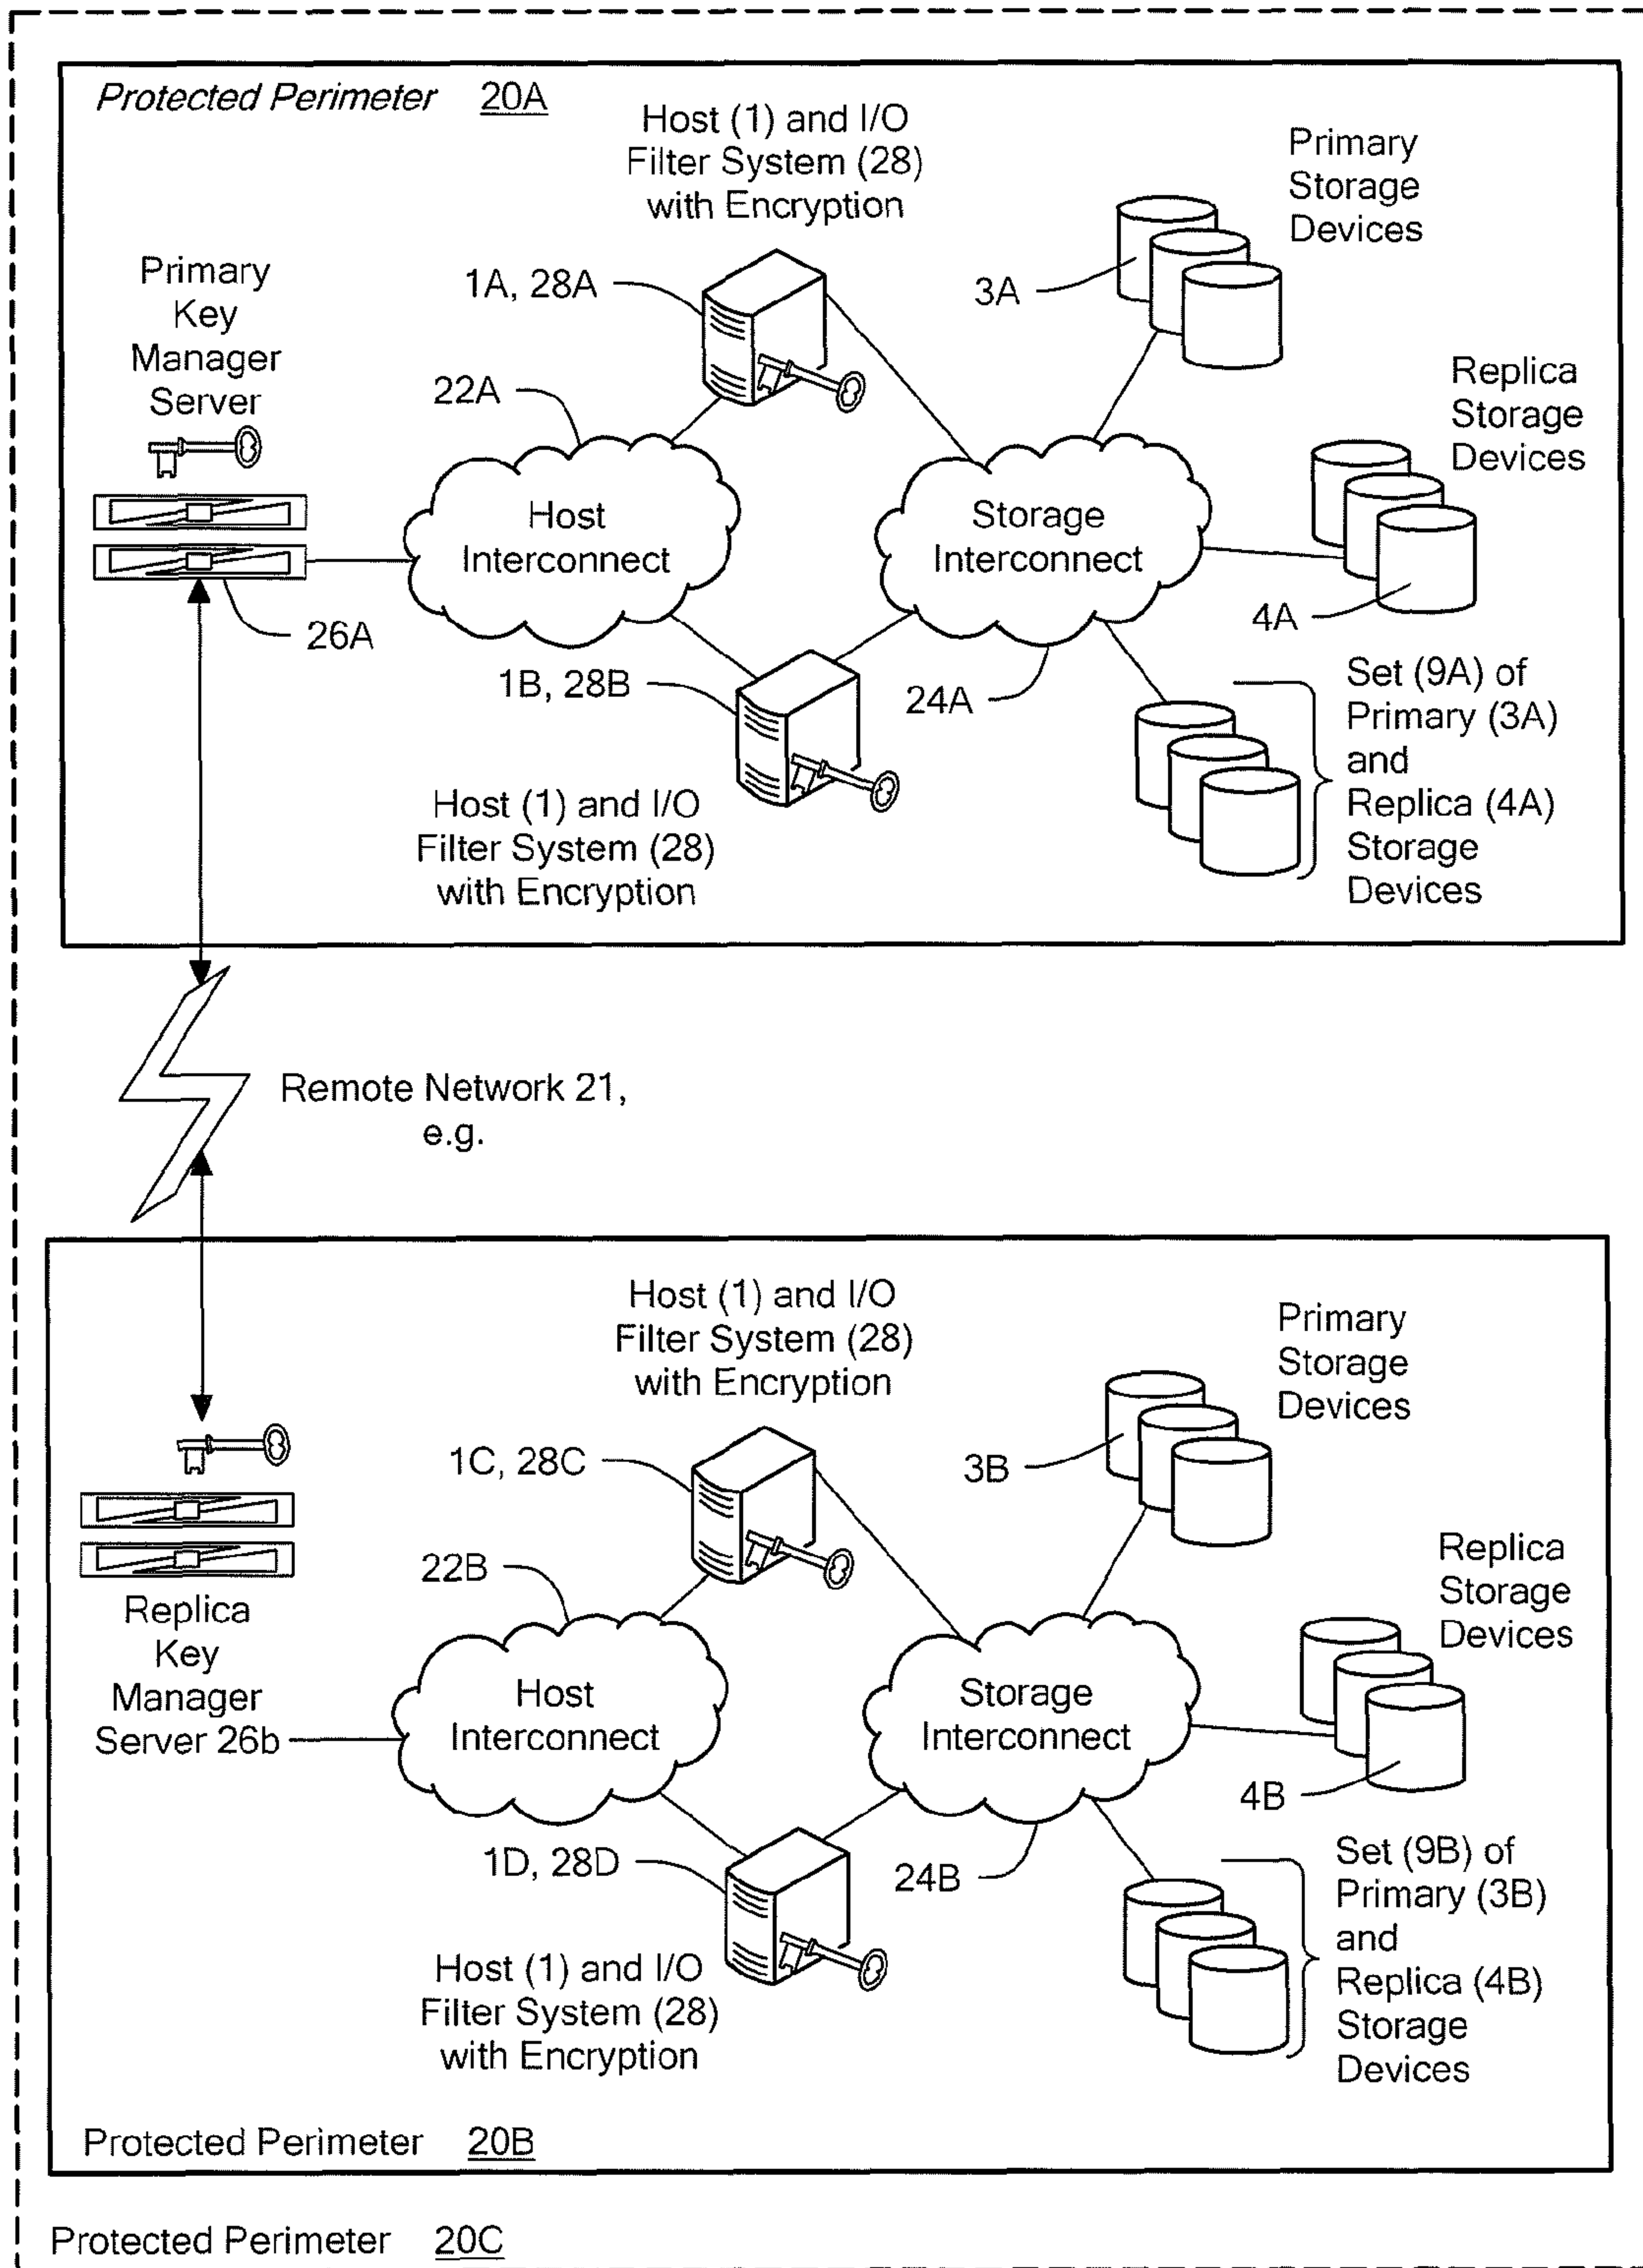 Protected Perimeter 20A
Host (1) and I/O
Filter System (28)
with Encryption
Primary
Storage
Devices
Primary
Key
Manager
Server
1A, 28A
3A
22A
Replica
Storage
Devices
Host
Interconnect
Storage
Interconnect
26A
4A
1B, 28B
24A
Set (9A) of
Primary (3A)
and
Replica (4A)
Storage
Devices
Host (1) and I/O
Filter System (28)
with Encryption
Remote Network 21,
e.g.
Host (1) and I/O
Filter System (28)
with Encryption
Primary
Storage
Devices
1C, 28C
3B
22B
Replica
Storage
Devices
Replica
Key
Manager
Server 26b
Host
Interconnect
Storage
Interconnect
4B
1D, 28D
24B
Set (9B) of
Primary (3B)
and
Replica (4B)
Storage
Devices
Host (1) and I/O
Filter System (28)
with Encryption
Protected Perimeter 20B
Protected Perimeter 20C